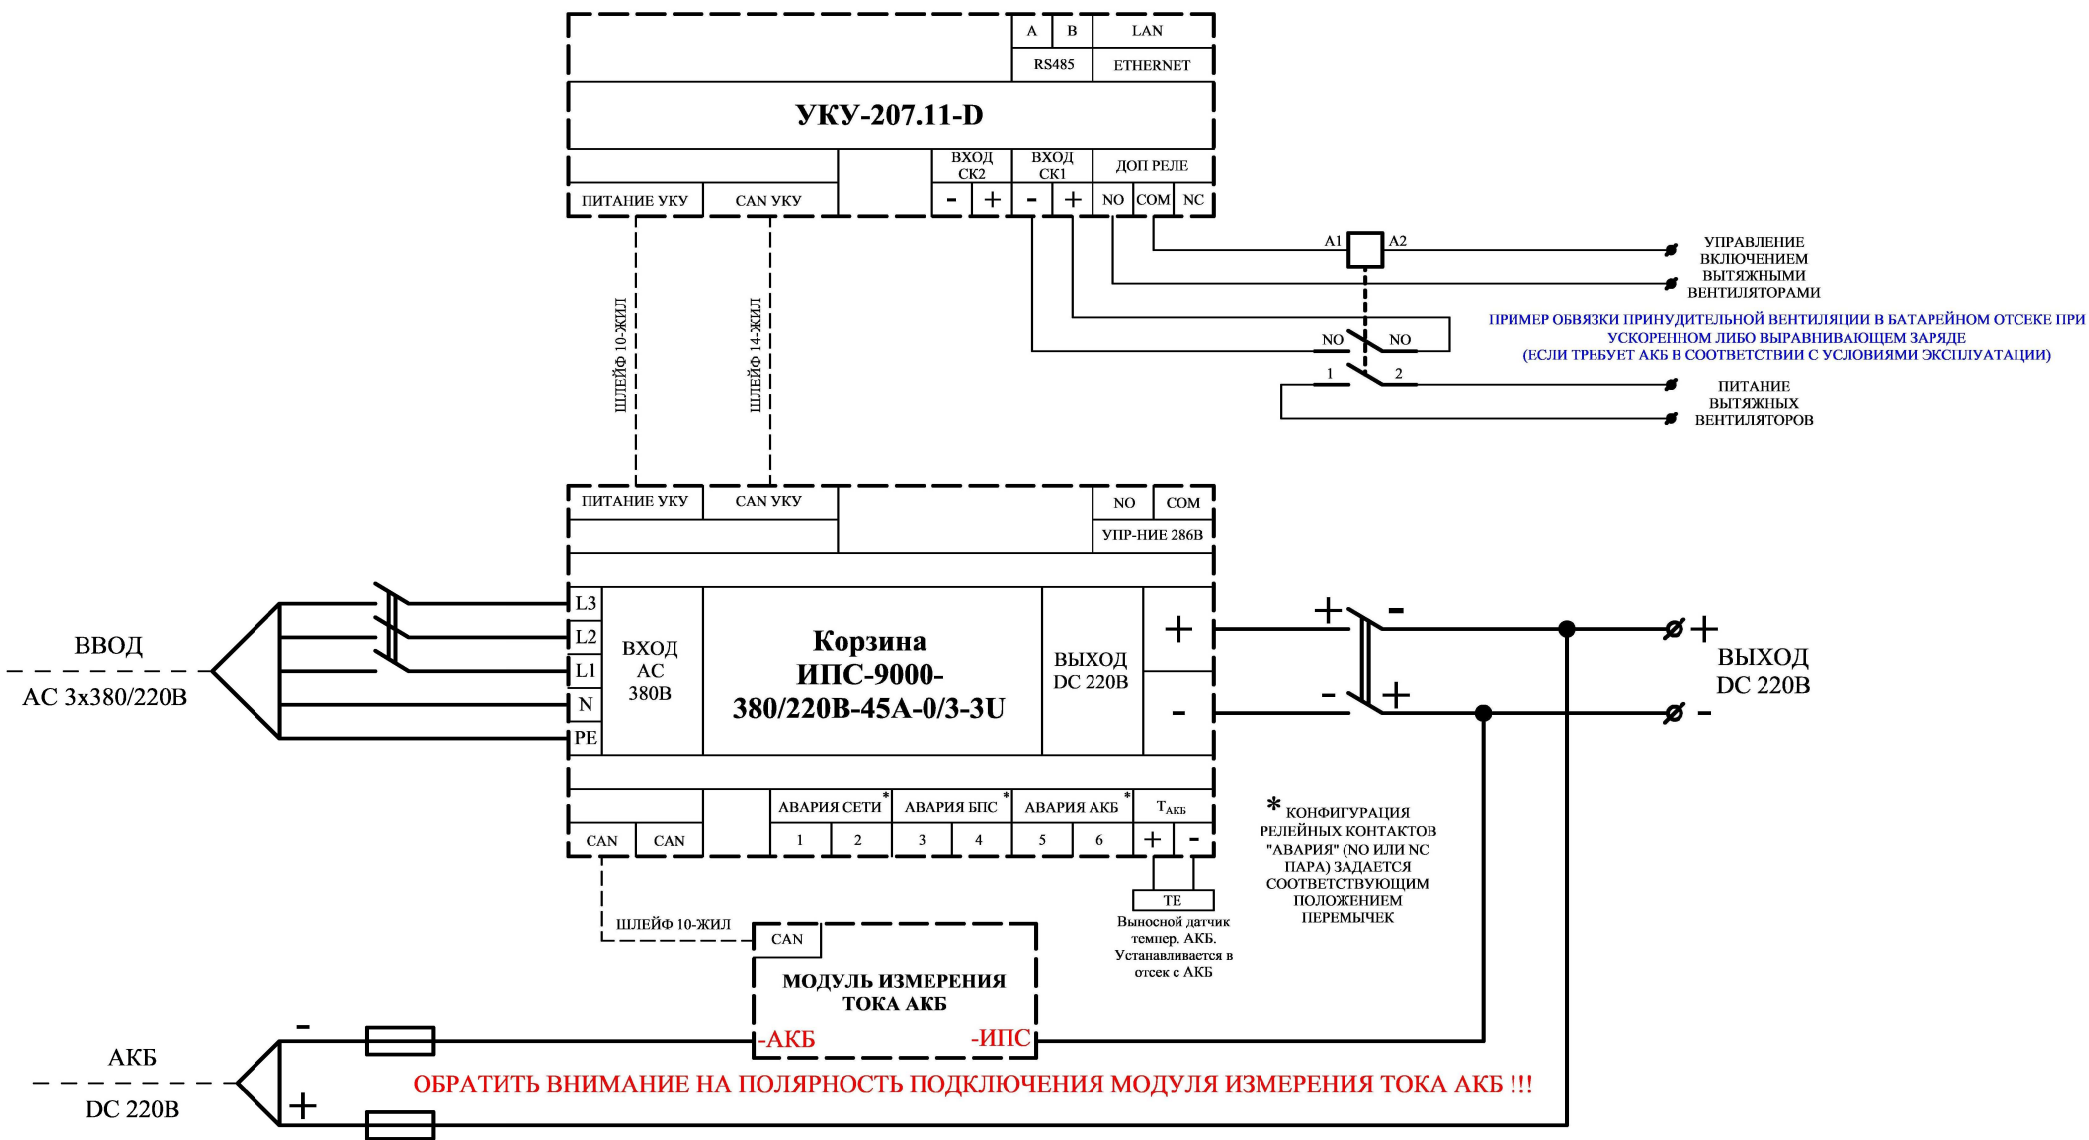 A B LAN
RS485 ETHERNET
УКУ-207.11-D
ВХОД ВХОД ДОП РЕЛЕ
СК2 СК1
ПИТАНИЕ УКУ CAN УКУ - + - + NO COM NC
A1 A2
УПРАВЛЕНИЕ
ВКЛЮЧЕНИЕМ
ВЫТЯЖНЫМИ
ВЕНТИЛЯТОРАМИ
ШЛЕЙФ 10-ЖИЛ
ШЛЕЙФ 14-ЖИЛ
ПРИМЕР ОБВЯЗКИ ПРИНУДИТЕЛЬНОЙ ВЕНТИЛЯЦИИ В БАТАРЕЙНОМ ОТСЕКЕ ПРИ
УСКОРЕННОМ ЛИБО ВЫРАВНИВАЮЩЕМ ЗАРЯДЕ
(ЕСЛИ ТРЕБУЕТ АКБ В СООТВЕТСТВИИ С УСЛОВИЯМИ ЭКСПЛУАТАЦИИ)
NO NO
1 2
ПИТАНИЕ
ВЫТЯЖНЫХ
ВЕНТИЛЯТОРОВ
ПИТАНИЕ УКУ CAN УКУ NO COM
УПР-НИЕ 286В
ВВОД
AC 3х380/220В
L3
L2
L1
N
PE
ВХОД
AC
380В
Корзина
ИПС-9000-
380/220В-45А-0/3-3U
ВЫХОД
DC 220В
+
-
+ -
- +
+
-
ВЫХОД
DC 220В
АВАРИЯ СЕТИ * АВАРИЯ БПС * АВАРИЯ АКБ * TАКБ
CAN CAN 1 2 3 4 5 6 + -
* КОНФИГУРАЦИЯ
РЕЛЕЙНЫХ КОНТАКТОВ
"АВАРИЯ" (NO ИЛИ NC
ПАРА) ЗАДАЕТСЯ
СООТВЕТСТВУЮЩИМ
ПОЛОЖЕНИЕМ
ПЕРЕМЫЧЕК
TE
Выносной датчик
темпер. АКБ.
Устанавливается в
отсек с АКБ
ШЛЕЙФ 10-ЖИЛ
CAN
МОДУЛЬ ИЗМЕРЕНИЯ
ТОКА АКБ
-АКБ -ИПС
АКБ
DC 220В
-
+
ОБРАТИТЬ ВНИМАНИЕ НА ПОЛЯРНОСТЬ ПОДКЛЮЧЕНИЯ МОДУЛЯ ИЗМЕРЕНИЯ ТОКА АКБ !!!